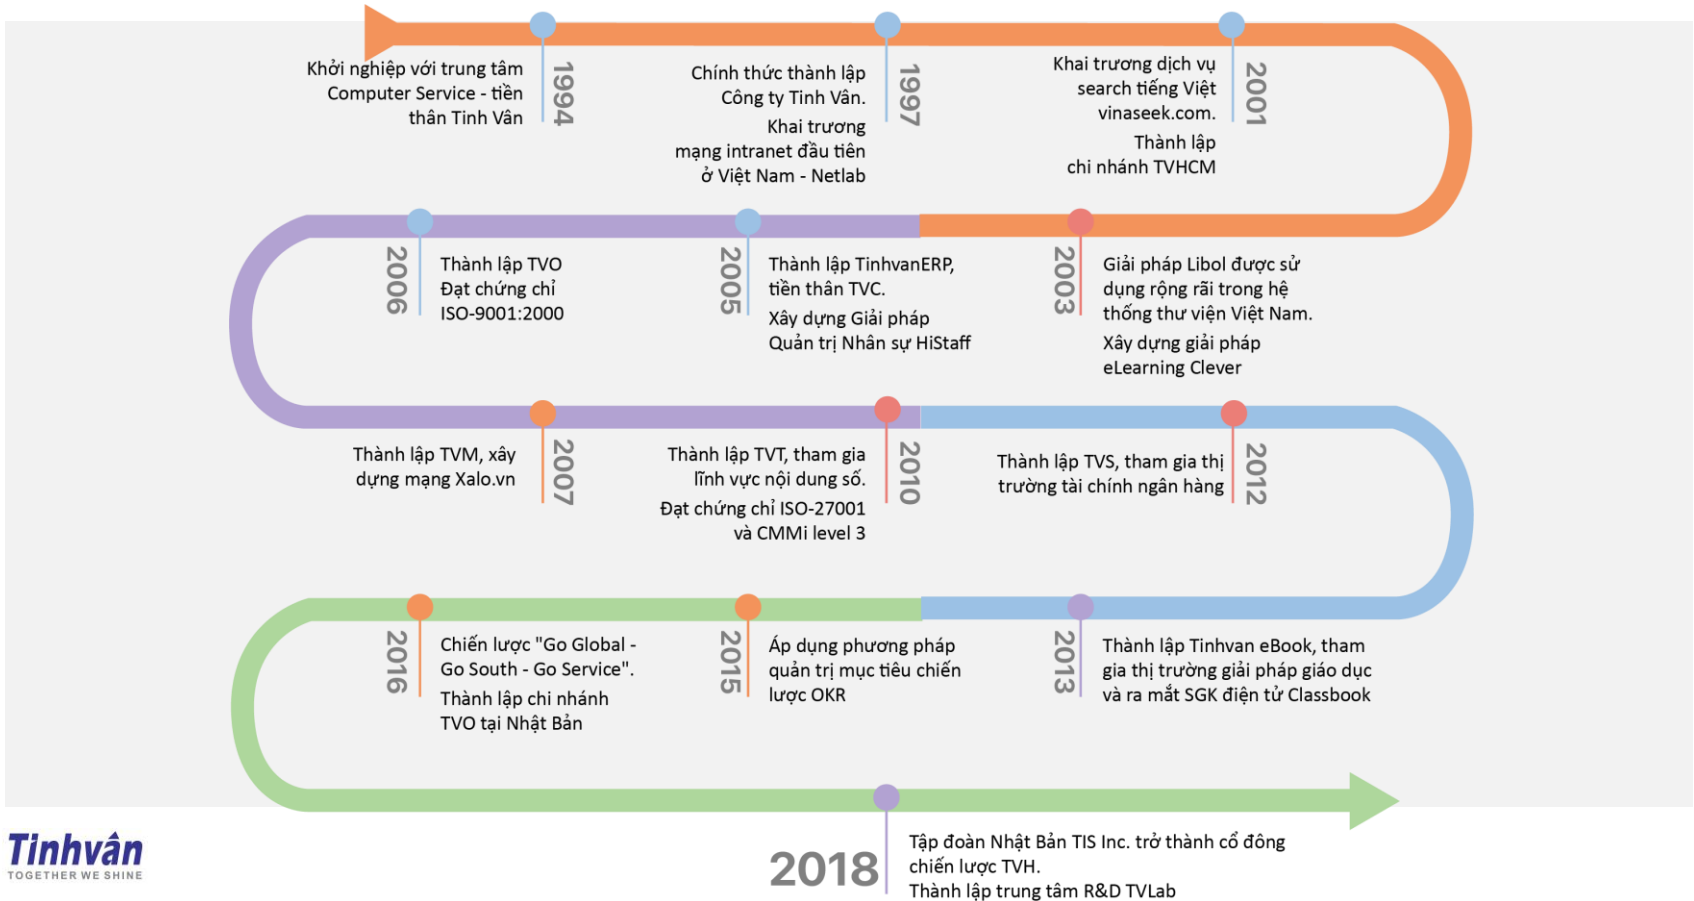 1994
Khởi nghiệp với trung tâm
Computer Service - tiền
thân Tinh Vân
1997
Chính thức thành lập
Công ty Tinh Vân.
Khai trương
mạng intranet đầu tiên
ở Việt Nam - Netlab
2001
Khai trương dịch vụ
search tiếng Việt
vinaseek.com.
Thành lập
chi nhánh TVHCM
2003
Giải pháp Libol được sử
dụng rộng rãi trong hệ
thống thư viện Việt Nam.
Xây dựng giải pháp
eLearning Clever
2005
Thành lập TinhvanERP,
tiền thân TVC.
Xây dựng Giải pháp
Quản trị Nhân sự HiStaff
2006
Thành lập TVO
Đạt chứng chỉ
ISO-9001:2000
2007
Thành lập TVM, xây
dựng mạng Xalo.vn
2010
Thành lập TVT, tham gia
lĩnh vực nội dung số.
Đạt chứng chỉ ISO-27001
và CMMi level 3
2012
Thành lập TVS, tham gia thị
trường tài chính ngân hàng
2013
Thành lập Tinhvan eBook, tham
gia thị trường giải pháp giáo dục
và ra mắt SGK điện tử Classbook
2015
Áp dụng phương pháp
quản trị mục tiêu chiến
lược OKR
2016
Chiến lược "Go Global -
Go South - Go Service".
Thành lập chi nhánh
TVO tại Nhật Bản
2018
Tập đoàn Nhật Bản TIS Inc. trở thành cổ đông
chiến lược TVH.
Thành lập trung tâm R&D TVLab
Tinhvân
TOGETHER WE SHINE